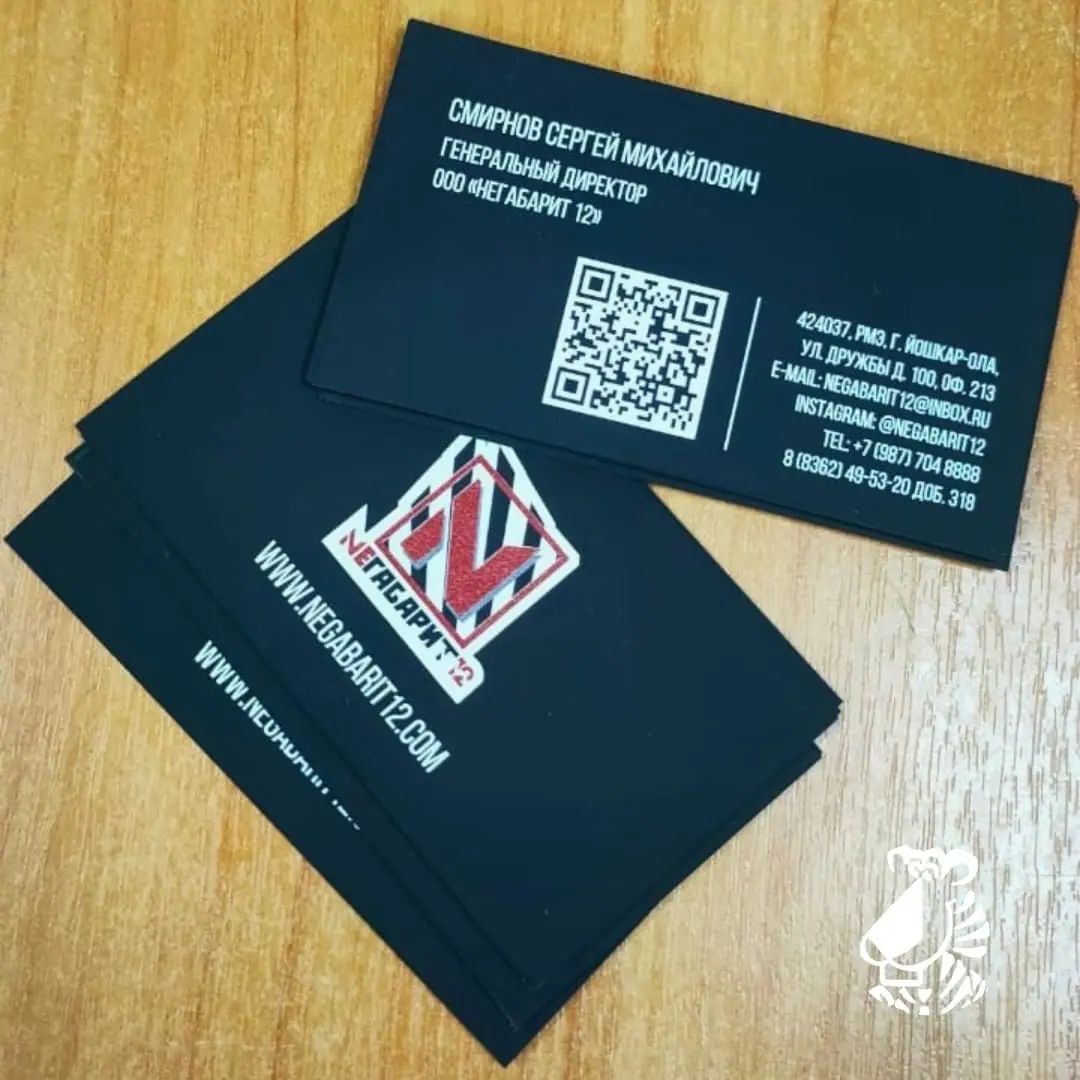 СМИРНОВ СЕРГЕЙ МИХАЙЛОВИЧ
ГЕНЕРАЛЬНЫЙ ДИРЕКТОР
ООО «НЕГАБАРИТ 12»
424037, РМЭ, Г. ЙОШКАР-ОЛА,
УЛ. ДРУЖБЫ Д. 100, ОФ. 213
E-MAIL: NEGABARIT12@INBOX.RU
INSTAGRAM: @NEGABARIT12
TEL: +7 (987) 704 8888
8 (8362) 49-53-20 ДОБ. 318
NЕГАБАРИТ12
WWW.NEGABARIT12.COM